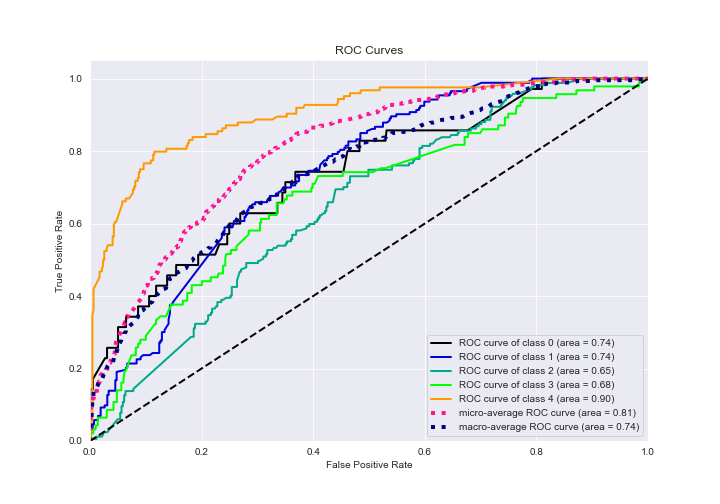 ROC Curves
True Positive Rate
1.0
0.8
0.6
0.4
0.2
0.0
0.0 0.2 0.4 0.6 0.8 1.0
False Positive Rate
ROC curve of class 0 (area = 0.74)
ROC curve of class 1 (area = 0.74)
ROC curve of class 2 (area = 0.65)
ROC curve of class 3 (area = 0.68)
ROC curve of class 4 (area = 0.90)
micro-average ROC curve (area = 0.81)
macro-average ROC curve (area = 0.74)